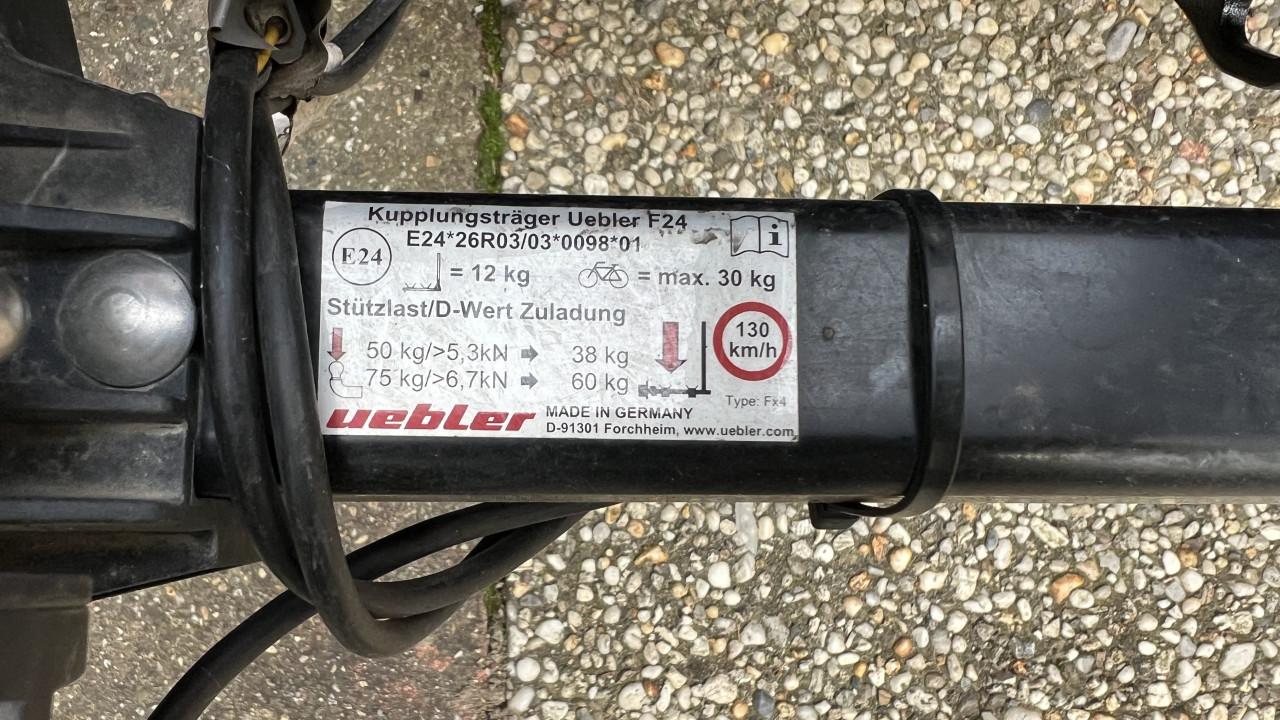 Kupplungsträger Uebler F24
E24*26R03/03*0098*01
i
E24
= 12 kg
= max. 30 kg
Stützlast/D-Wert Zuladung
50 kg/>5,3kN
38 kg
75 kg/>6,7kN
60 kg
130
km/h
Type: Fx4
uebler
MADE IN GERMANY
D-91301 Forchheim, www.uebler.com